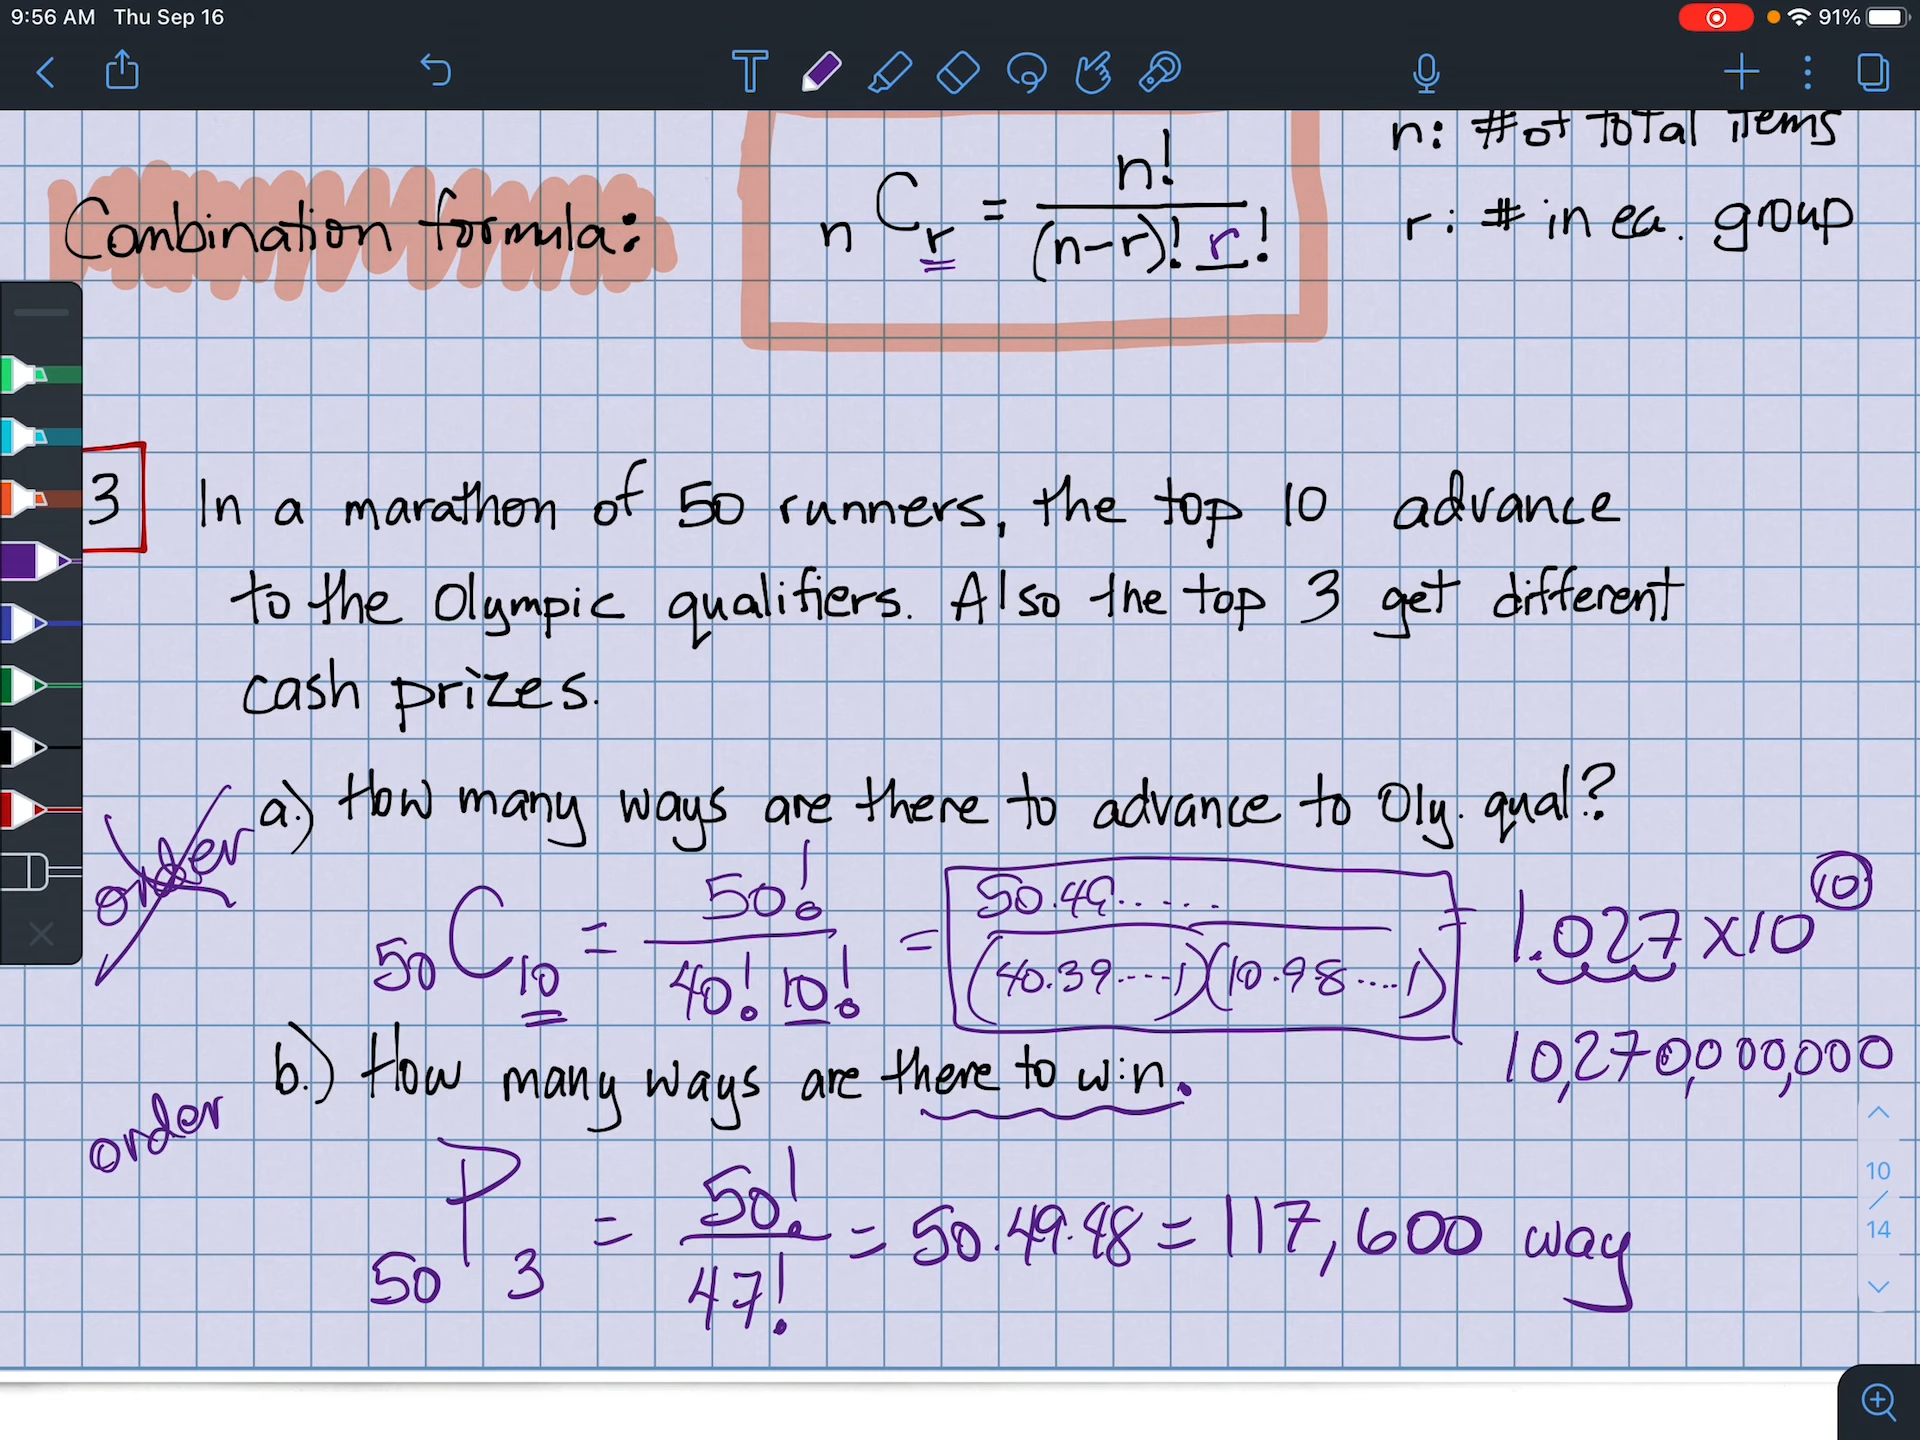 9:56 AM Thu Sep 16
91%
n: # of total items
Combination formula: nCr = n! / (n-r)! r!
r: # in ea. group
3 In a marathon of 50 runners, the top 10 advance
to the Olympic qualifiers. Also the top 3 get different
cash prizes.
a.) How many ways are there to advance to Oly. qual?
order
50C10 = 50! / 40! 10! = 50.49..... / (40.39....1)(10.9.8....1) = 1.027 x10^10
10,270,000,000
b.) How many ways are there to win.
order
50P3 = 50! / 47! = 50.49.48 = 117,600 way
10
/
14